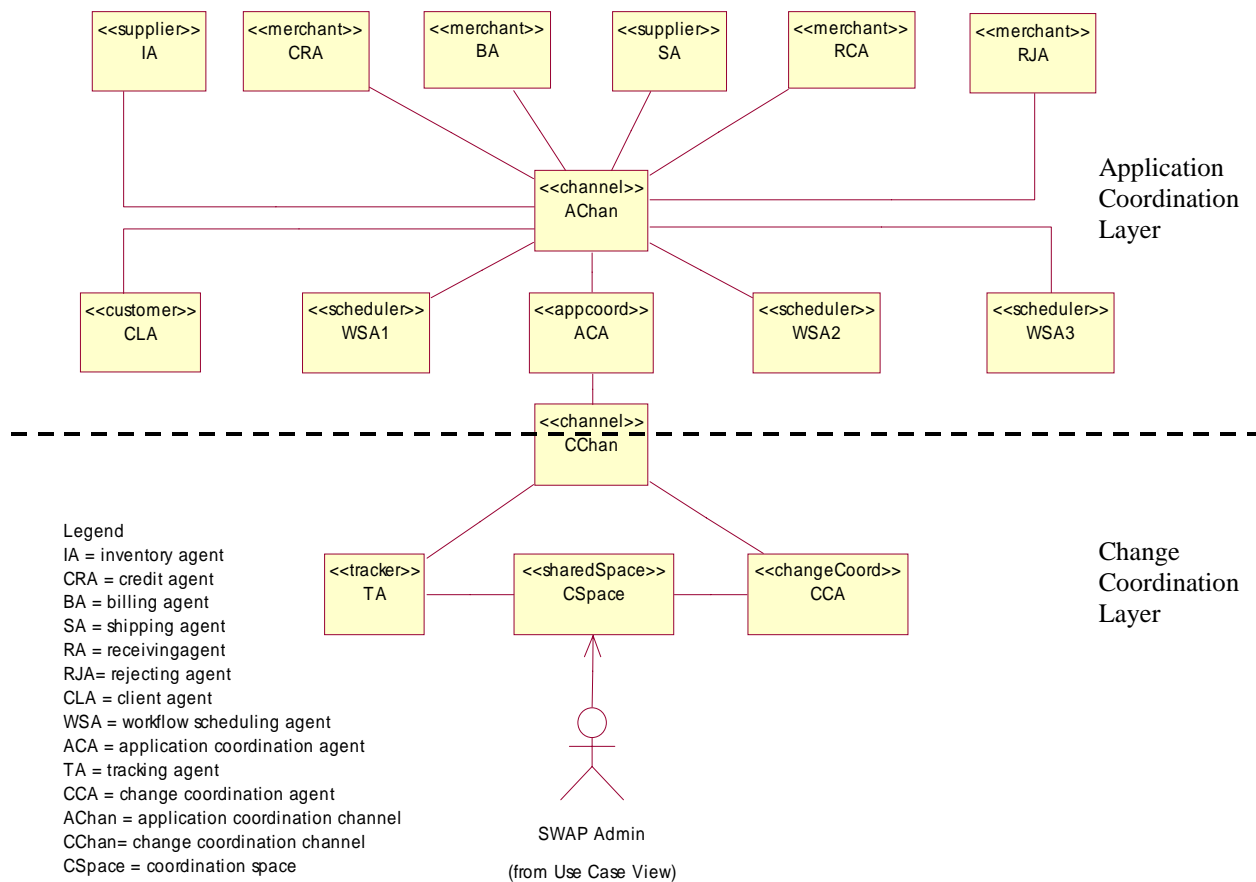 <<supplier>>
IA
<<merchant>>
CRA
<<merchant>>
BA
<<supplier>>
SA
<<merchant>>
RCA
<<merchant>>
RJA
Application
Coordination
Layer
<<channel>>
AChan
<<customer>>
CLA
<<scheduler>>
WSA1
<<appcoord>>
ACA
<<scheduler>>
WSA2
<<scheduler>>
WSA3
<<channel>>
CChan
Change
Coordination
Layer
<<tracker>>
TA
<<sharedSpace>>
CSpace
<<changeCoord>>
CCA
Legend
IA = inventory agent
CRA = credit agent
BA = billing agent
SA = shipping agent
RA = receivingagent
RJA= rejecting agent
CLA = client agent
WSA = workflow scheduling agent
ACA = application coordination agent
TA = tracking agent
CCA = change coordination agent
AChan = application coordination channel
CChan= change coordination channel
CSpace = coordination space
SWAP Admin
(from Use Case View)